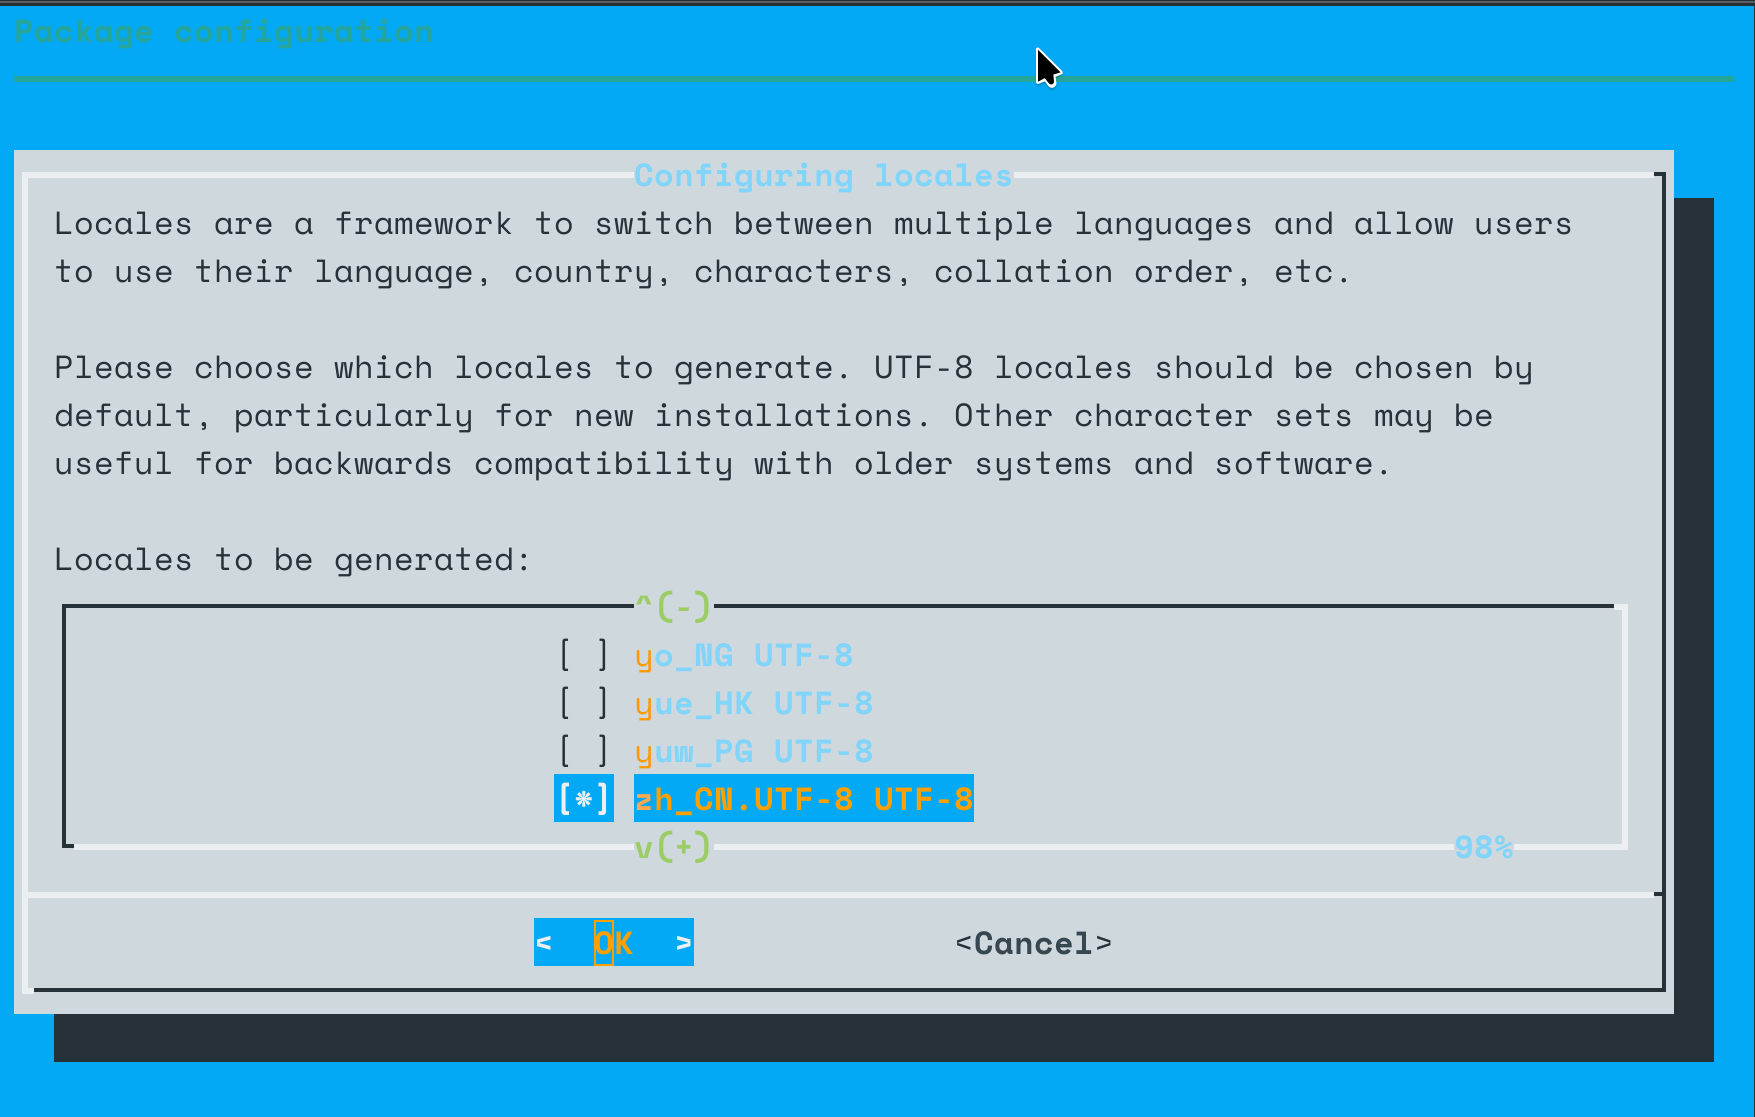 Package configuration
Configuring locales
Locales are a framework to switch between multiple languages and allow users
to use their language, country, characters, collation order, etc.
Please choose which locales to generate. UTF-8 locales should be chosen by
default, particularly for new installations. Other character sets may be
useful for backwards compatibility with older systems and software.
Locales to be generated:
^(-)
[ ] yo_NG UTF-8
[ ] yue_HK UTF-8
[ ] yuw_PG UTF-8
[*] zh_CN.UTF-8 UTF-8
v(+) 98%
< OK > <Cancel>